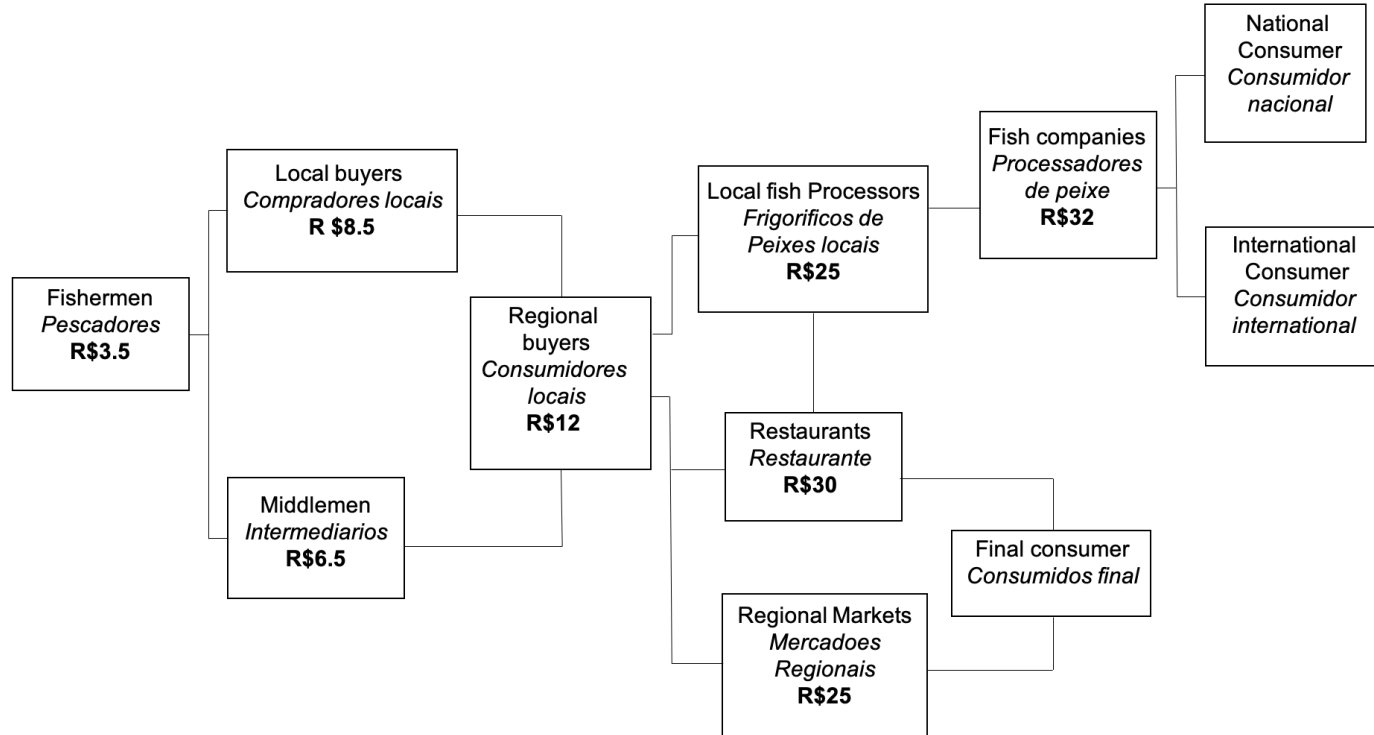 Fishermen
Pescadores
R$3.5
Local buyers
Compradores locais
R $8.5
Middlemen
Intermediarios
R$6.5
Regional
buyers
Consumidores
locais
R$12
Local fish Processors
Frigorificos de
Peixes locais
R$25
Restaurants
Restaurante
R$30
Regional Markets
Mercadoes
Regionais
R$25
Fish companies
Processadores
de peixe
R$32
Final consumer
Consumidos final
National
Consumer
Consumidor
nacional
International
Consumer
Consumidor
international